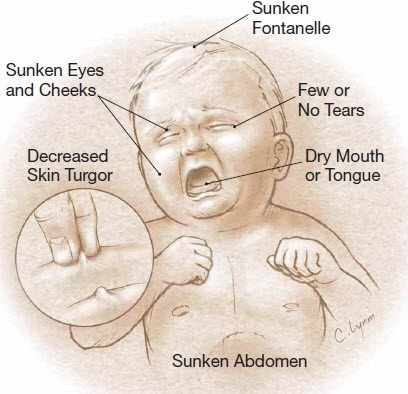 Sunken
Fontanelle
Sunken Eyes
and Cheeks
Few or
No Tears
Decreased
Skin Turgor
Dry Mouth
or Tongue
C. Lynm
Sunken Abdomen